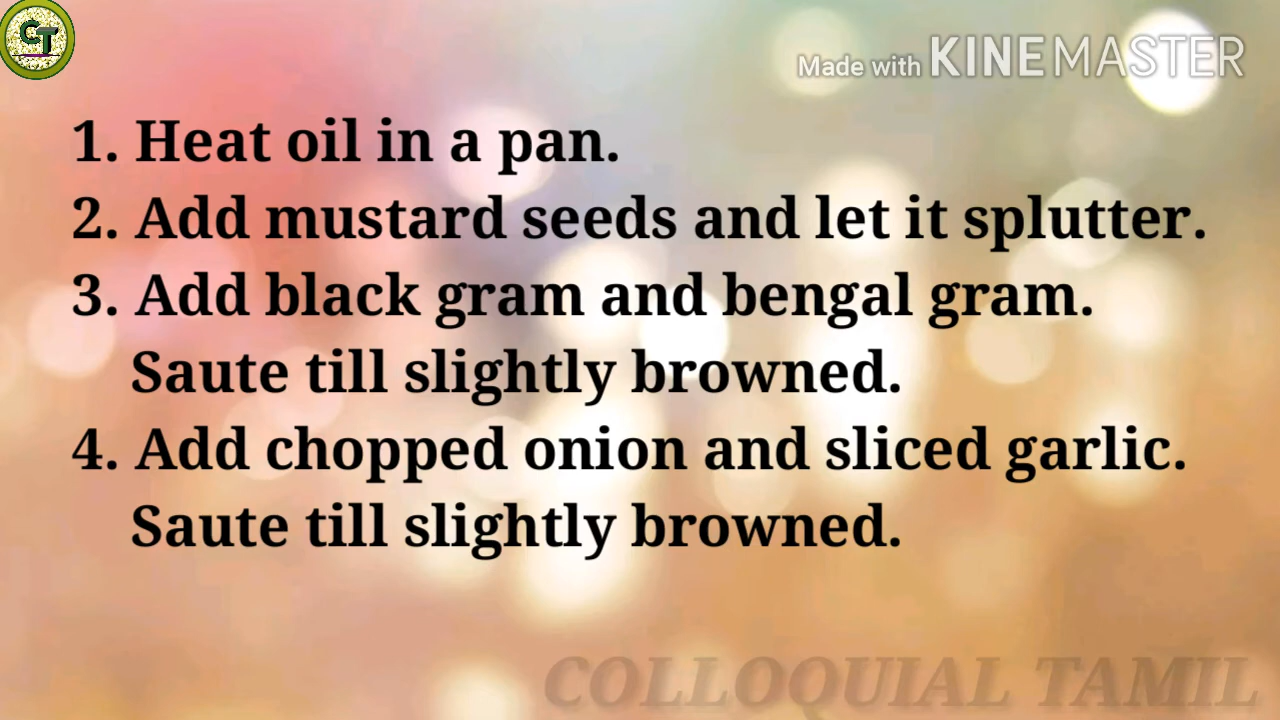 CT
Made with KINEMASTER
1. Heat oil in a pan.
2. Add mustard seeds and let it splutter.
3. Add black gram and bengal gram.
Saute till slightly browned.
4. Add chopped onion and sliced garlic.
Saute till slightly browned.
COLLOQUIAL TAMIL